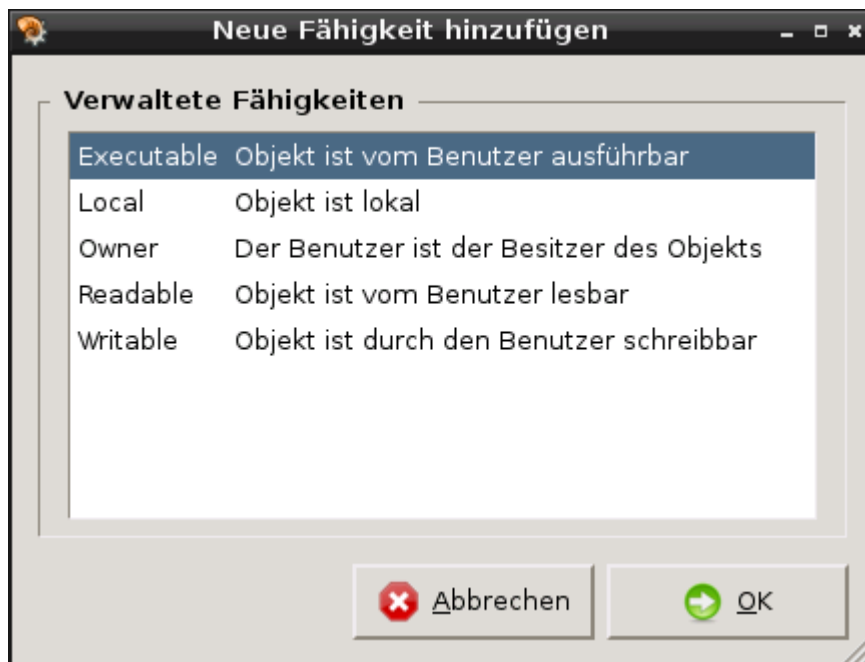 Neue Fähigkeit hinzufügen
Verwaltete Fähigkeiten
Executable Objekt ist vom Benutzer ausführbar
Local Objekt ist lokal
Owner Der Benutzer ist der Besitzer des Objekts
Readable Objekt ist vom Benutzer lesbar
Writable Objekt ist durch den Benutzer schreibbar
Abbrechen OK